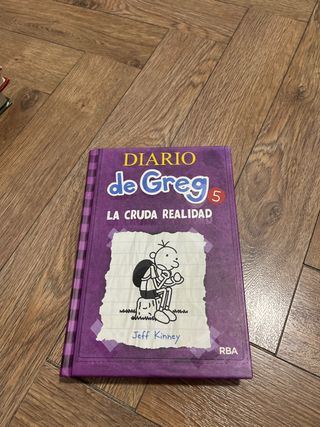 DIARIO
de Greg 5
LA CRUDA REALIDAD
Jeff Kinney
RBA